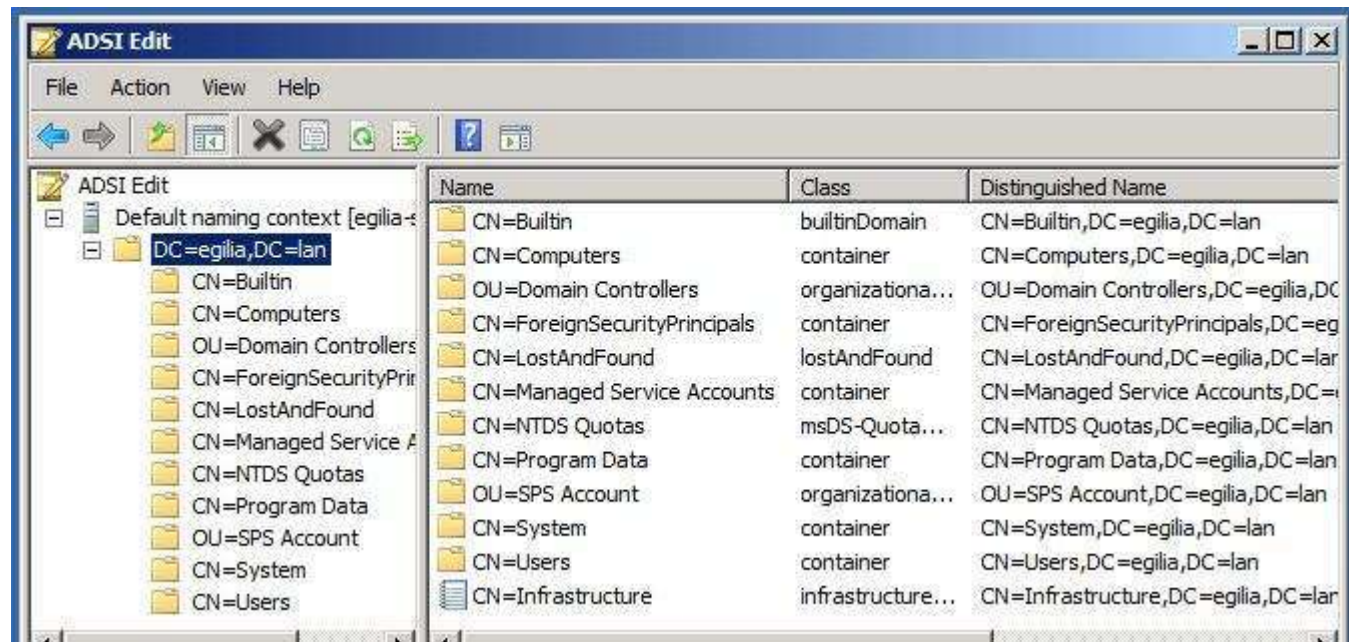 ADSI Edit
File Action View Help
ADSI Edit
Default naming context [egilia-s
DC=egilia,DC=lan
CN=Builtin
CN=Computers
OU=Domain Controllers
CN=ForeignSecurityPrir
CN=LostAndFound
CN=Managed Service A
CN=NTDS Quotas
CN=Program Data
OU=SPS Account
CN=System
CN=Users
Name Class Distinguished Name
CN=Builtin builtinDomain CN=Builtin,DC=egilia,DC=lan
CN=Computers container CN=Computers,DC=egilia,DC=lan
OU=Domain Controllers organizationa... OU=Domain Controllers,DC=egilia,DC
CN=ForeignSecurityPrincipals container CN=ForeignSecurityPrincipals,DC=eg
CN=LostAndFound lostAndFound CN=LostAndFound,DC=egilia,DC=lar
CN=Managed Service Accounts container CN=Managed Service Accounts,DC=
CN=NTDS Quotas msDS-Quota... CN=NTDS Quotas,DC=egilia,DC=lan
CN=Program Data container CN=Program Data,DC=egilia,DC=lan
OU=SPS Account organizationa... OU=SPS Account,DC=egilia,DC=lan
CN=System container CN=System,DC=egilia,DC=lan
CN=Users container CN=Users,DC=egilia,DC=lan
CN=Infrastructure infrastructure... CN=Infrastructure,DC=egilia,DC=lar